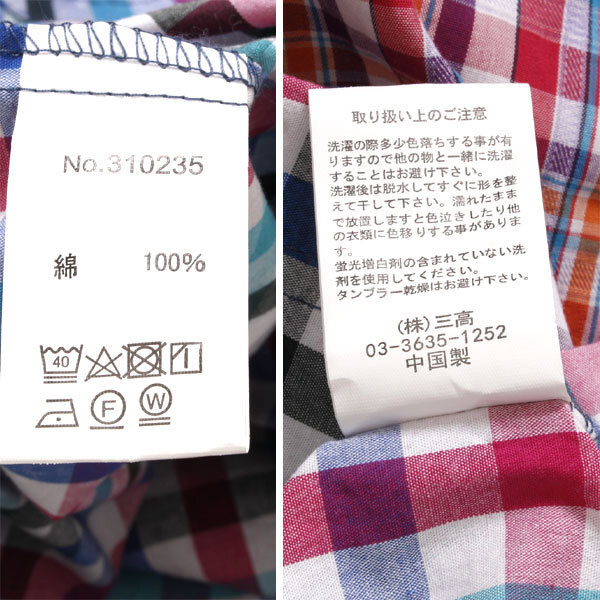 No.310235
綿 100%
40
F W
取り扱い上のご注意
洗濯の際多少色落ちする事が有
りますので他の物と一緒に洗濯
することはお避け下さい。
洗濯後は脱水してすぐに形を整
えて干して下さい。濡れたまま
で放置しますと色泣きしたり他
の衣類に色移りする事がありま
す。
蛍光増白剤の含まれていない洗
剤を使用してください。
タンブラー乾燥はお避け下さい。
(株)三高
03-3635-1252
中国製